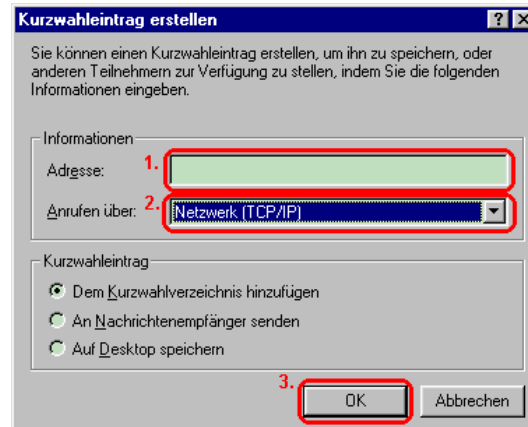 Kurzwahleintrag erstellen
Sie können einen Kurzwahleintrag erstellen, um ihn zu speichern, oder
anderen Teilnehmern zur Verfügung zu stellen, indem Sie die folgenden
Informationen eingeben.
Informationen
Adresse: 1.
Anrufen über: 2. Netzwerk (TCP/IP)
Kurzwahleintrag
Dem Kurzwahlverzeichnis hinzufügen
An Nachrichtenempfänger senden
Auf Desktop speichern
3.
OK Abbrechen